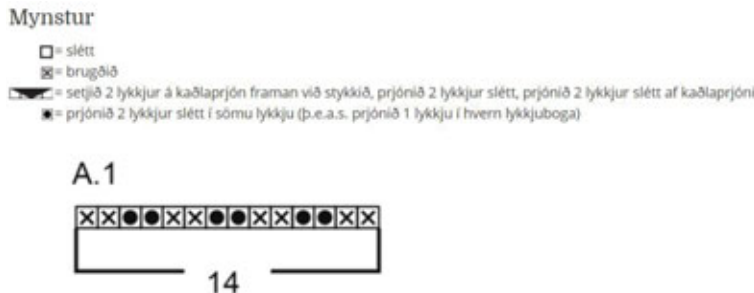 Mynstur
= slétt
= brugðið
= setjið 2 lykkjur á kaðlaprjón framan við stykkið, prjónið 2 lykkjur slétt, prjónið 2 lykkjur slétt af kaðlaprjóni
= prjónið 2 lykkjur slétt í sömu lykkju (þ.e.a.s. prjónið 1 lykkju í hvern lykkjuboga)
A.1
14